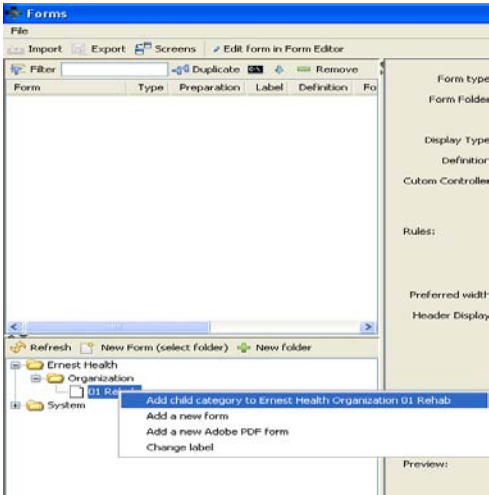 Forms
File
Import Export Screens Edit form in Form Editor
Filter Duplicate Remove
Form Type Preparation Label Definition Fo
Form type
Form Folder
Display Type
Definition
Cutom Controller
Rules:
Preferred width
Header Display
Refresh New Form (select folder) New folder
Ernest Health
Organization
01 Rehab
System
Add child category to Ernest Health Organization 01 Rehab
Add a new form
Add a new Adobe PDF form
Change label
Preview: